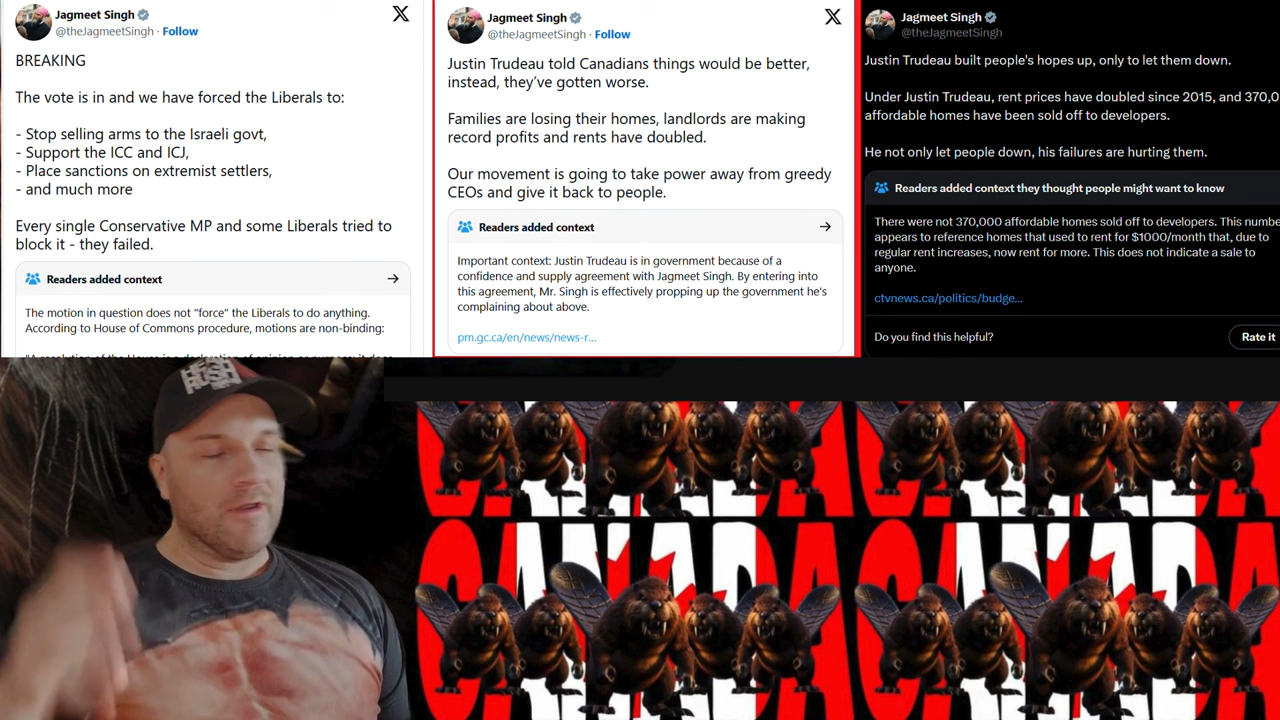 Jagmeet Singh
@theJagmeetSingh · Follow
BREAKING
The vote is in and we have forced the Liberals to:
- Stop selling arms to the Israeli govt,
- Support the ICC and ICJ,
- Place sanctions on extremist settlers,
- and much more
Every single Conservative MP and some Liberals tried to
block it - they failed.
Readers added context
The motion in question does not "force" the Liberals to do anything.
According to House of Commons procedure, motions are non-binding:
Jagmeet Singh
@theJagmeetSingh · Follow
Justin Trudeau told Canadians things would be better,
instead, they've gotten worse.
Families are losing their homes, landlords are making
record profits and rents have doubled.
Our movement is going to take power away from greedy
CEOs and give it back to people.
Readers added context
Important context: Justin Trudeau is in government because of a
confidence and supply agreement with Jagmeet Singh. By entering into
this agreement, Mr. Singh is effectively propping up the government he's
complaining about above.
pm.gc.ca/en/news/news-r...
Jagmeet Singh
@theJagmeetSingh
Justin Trudeau built people's hopes up, only to let them down.
Under Justin Trudeau, rent prices have doubled since 2015, and 370,0
affordable homes have been sold off to developers.
He not only let people down, his failures are hurting them.
Readers added context they thought people might want to know
There were not 370,000 affordable homes sold off to developers. This numbe
appears to reference homes that used to rent for $1000/month that, due to
regular rent increases, now rent for more. This does not indicate a sale to
anyone.
ctvnews.ca/politics/budge...
Do you find this helpful?
Rate it
CANADA
CANADA
CANADA
CANADA